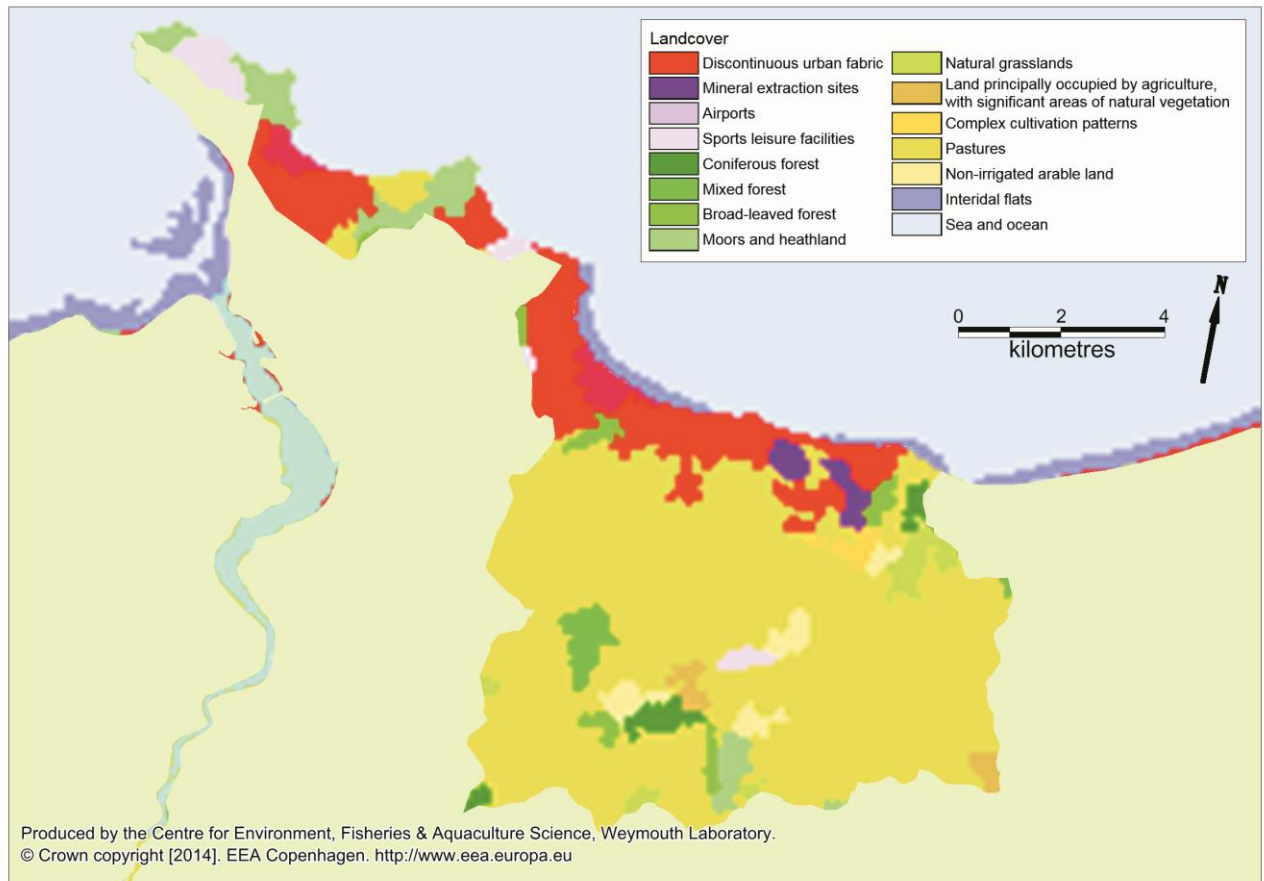 Landcover
Discontinuous urban fabric
Mineral extraction sites
Airports
Sports leisure facilities
Coniferous forest
Mixed forest
Broad-leaved forest
Moors and heathland
Natural grasslands
Land principally occupied by agriculture,
with significant areas of natural vegetation
Complex cultivation patterns
Pastures
Non-irrigated arable land
Interidal flats
Sea and ocean
N
0 2 4
kilometres
Produced by the Centre for Environment, Fisheries & Aquaculture Science, Weymouth Laboratory.
© Crown copyright [2014]. EEA Copenhagen. http://www.eea.europa.eu